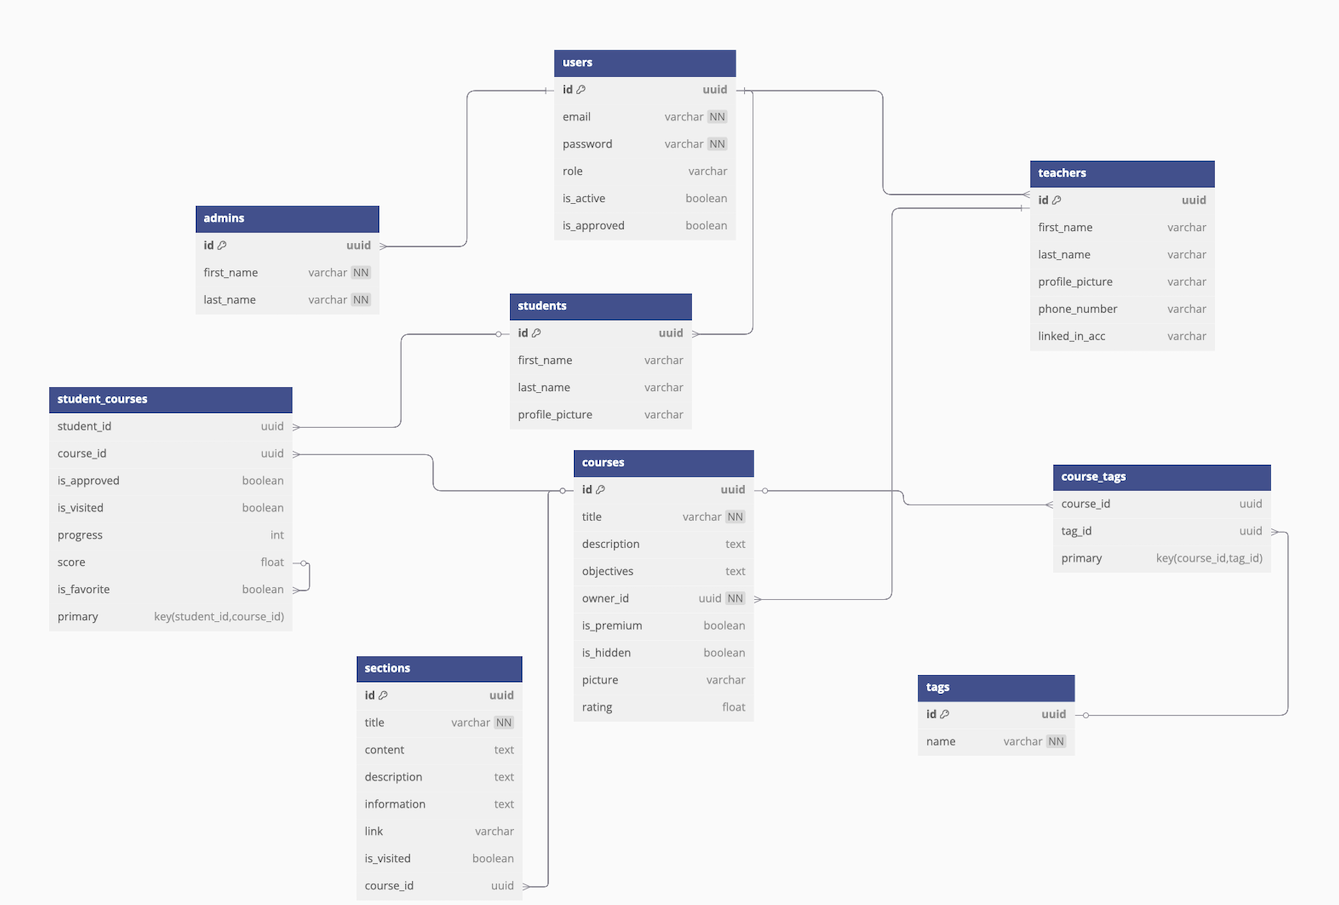 users
id uuid
email varchar NN
password varchar NN
role varchar
is_active boolean
is_approved boolean
teachers
id uuid
first_name varchar
last_name varchar
profile_picture varchar
phone_number varchar
linked_in_acc varchar
admins
id uuid
first_name varchar NN
last_name varchar NN
students
id uuid
first_name varchar
last_name varchar
profile_picture varchar
student_courses
student_id uuid
course_id uuid
is_approved boolean
is_visited boolean
progress int
score float
is_favorite boolean
primary key(student_id,course_id)
courses
id uuid
title varchar NN
description text
objectives text
owner_id uuid NN
is_premium boolean
is_hidden boolean
picture varchar
rating float
course_tags
course_id uuid
tag_id uuid
primary key(course_id,tag_id)
sections
id uuid
title varchar NN
content text
description text
information text
link varchar
is_visited boolean
course_id uuid
tags
id uuid
name varchar NN